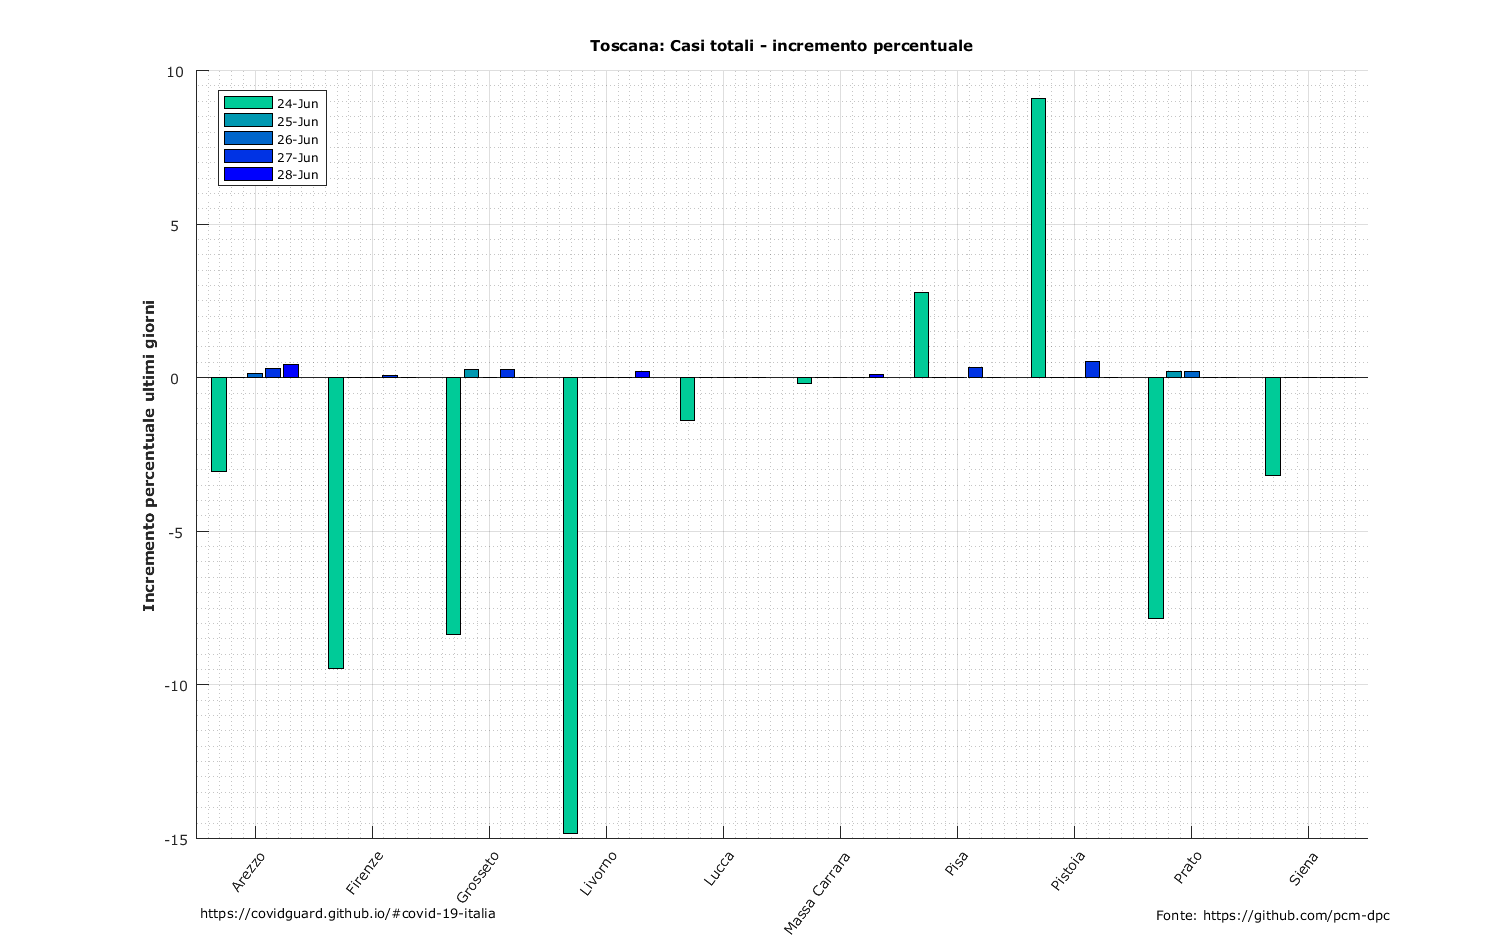 Toscana: Casi totali - incremento percentuale
10
5
0
-5
-10
-15
Incremento percentuale ultimi giorni
24-Jun
25-Jun
26-Jun
27-Jun
28-Jun
Arezzo
Firenze
Grosseto
Livorno
Lucca
Massa Carrara
Pisa
Pistoia
Prato
Siena
https://covidguard.github.io/#covid-19-italia
Fonte: https://github.com/pcm-dpc